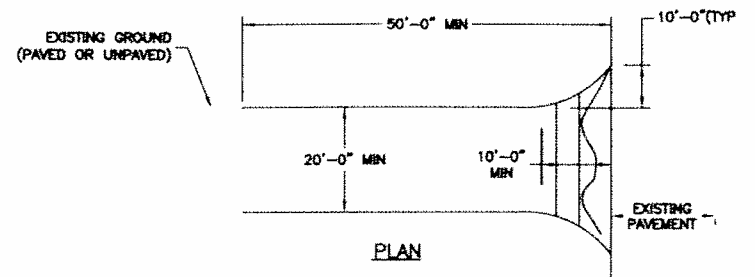 50'-0" MIN
10'-0"(TYP
EXISTING GROUND
(PAVED OR UNPAVED)
20'-0" MIN
10'-0"
MIN
EXISTING
PAVEMENT
PLAN